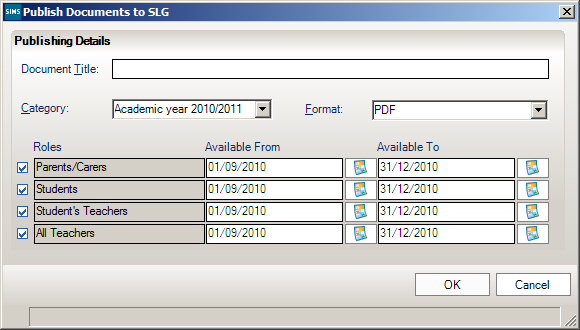 SIMS Publish Documents to SLG
Publishing Details
Document Title:
Category: Academic year 2010/2011 Format: PDF
Roles Available From Available To
Parents/Carers 01/09/2010 31/12/2010
Students 01/09/2010 31/12/2010
Student's Teachers 01/09/2010 31/12/2010
All Teachers 01/09/2010 31/12/2010
OK Cancel